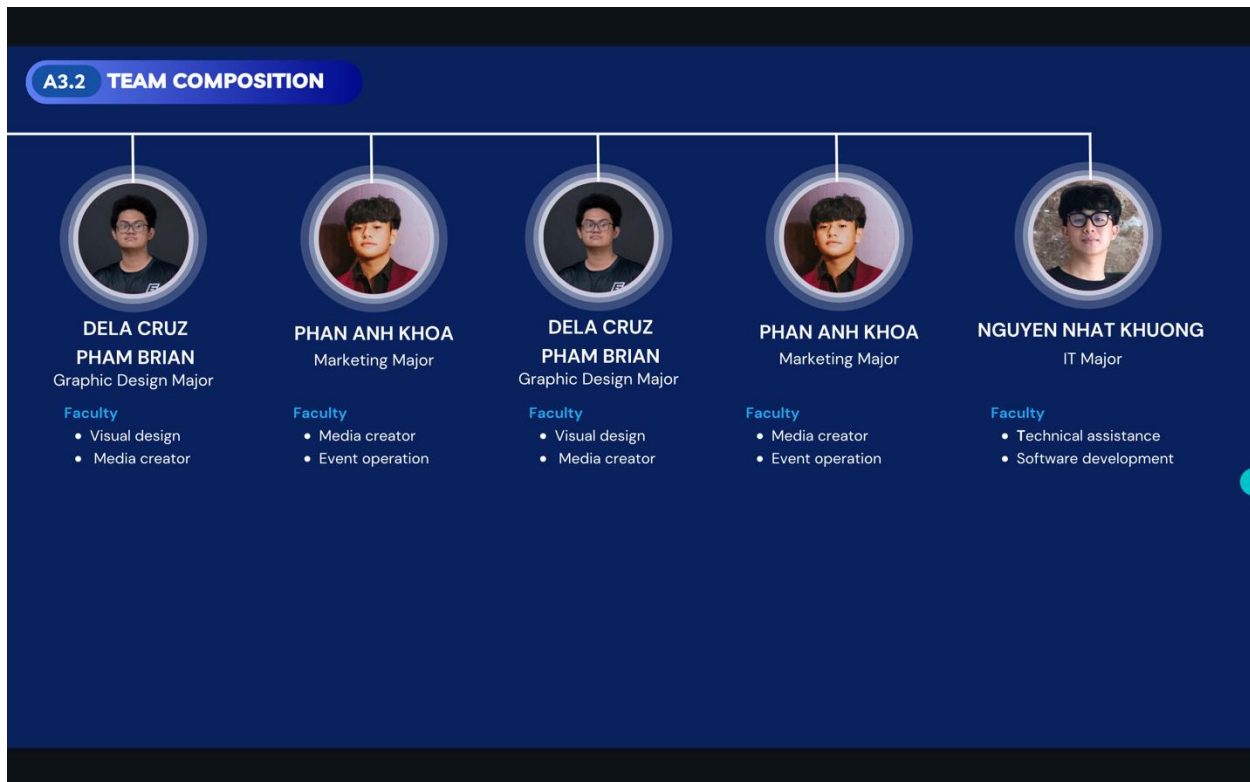 A3.2 TEAM COMPOSITION
DELA CRUZ
PHAM BRIAN
Graphic Design Major
Faculty
• Visual design
• Media creator
PHAN ANH KHOA
Marketing Major
Faculty
• Media creator
• Event operation
DELA CRUZ
PHAM BRIAN
Graphic Design Major
Faculty
• Visual design
• Media creator
PHAN ANH KHOA
Marketing Major
Faculty
• Media creator
• Event operation
NGUYEN NHAT KHUONG
IT Major
Faculty
• Technical assistance
• Software development